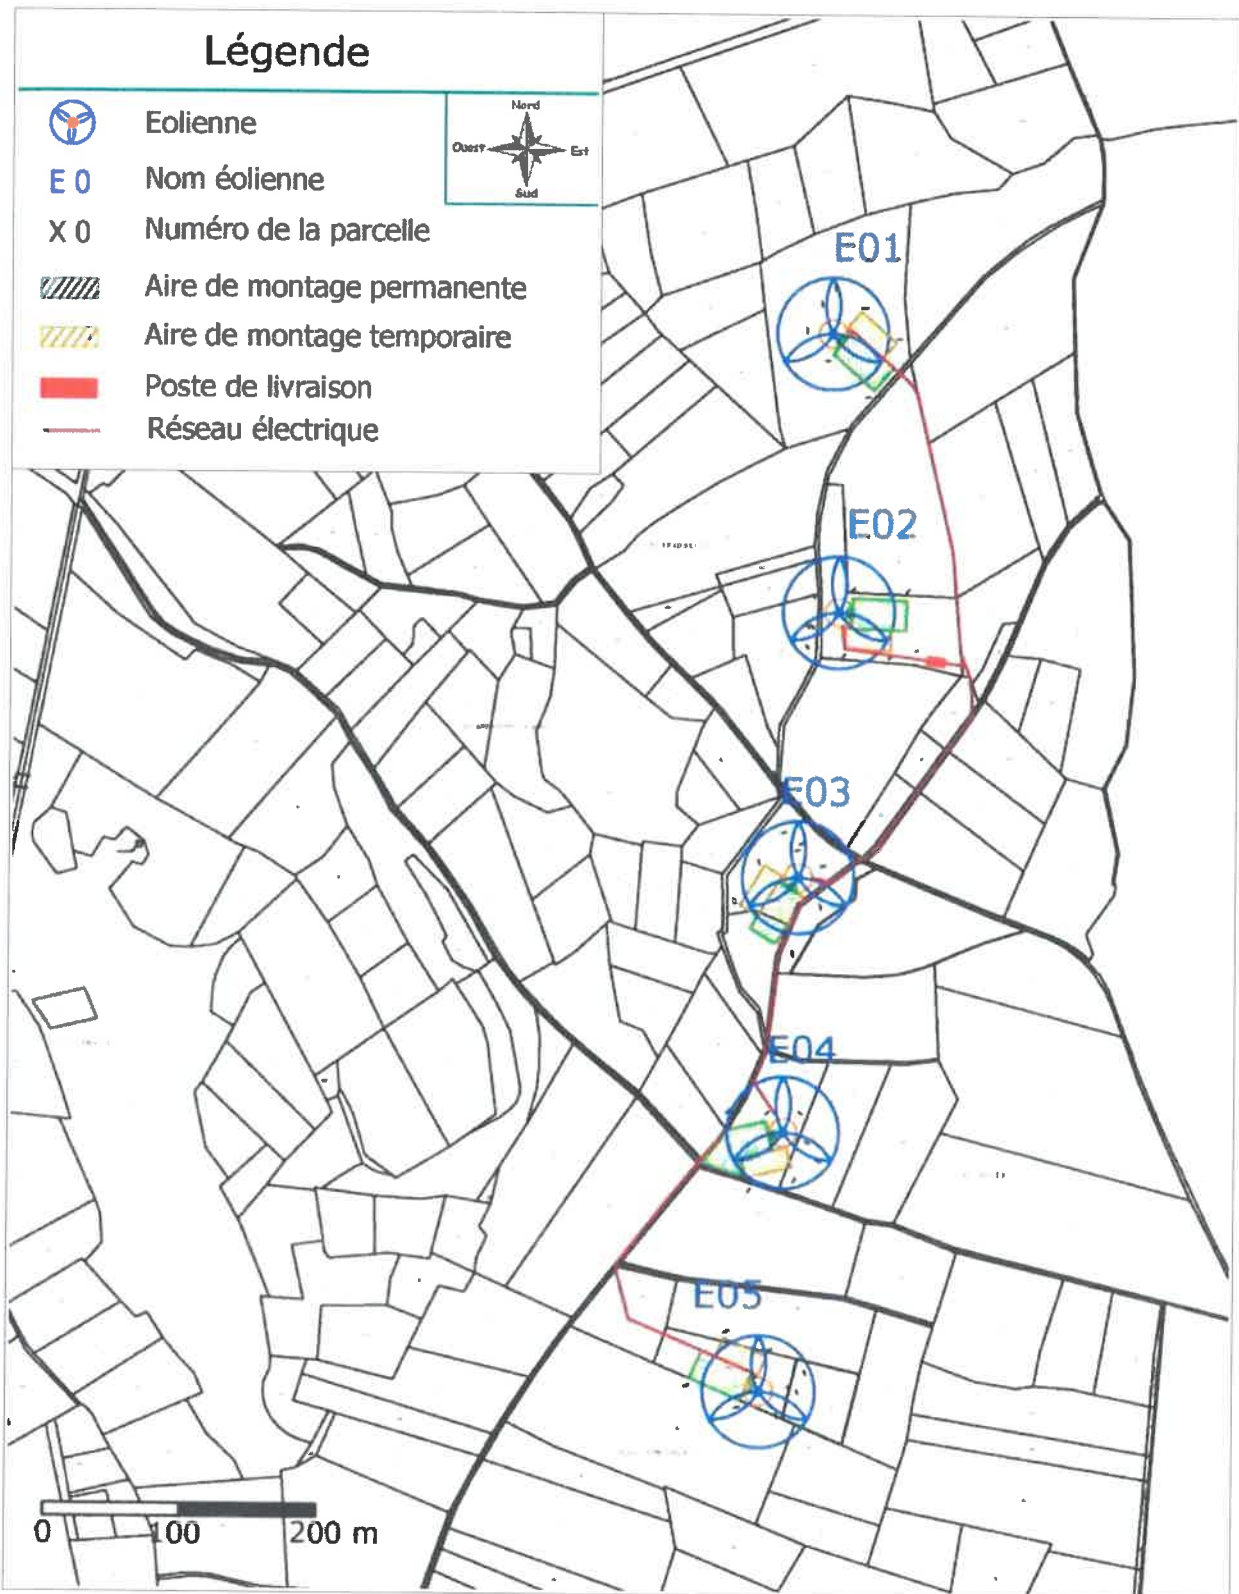 Légende
Eolienne
Nord
Ouest
Est
Sud
E 0
Nom éolienne
X 0
Numéro de la parcelle
Aire de montage permanente
Aire de montage temporaire
Poste de livraison
Réseau électrique
E01
E02
E03
E04
E05
0 100 200 m